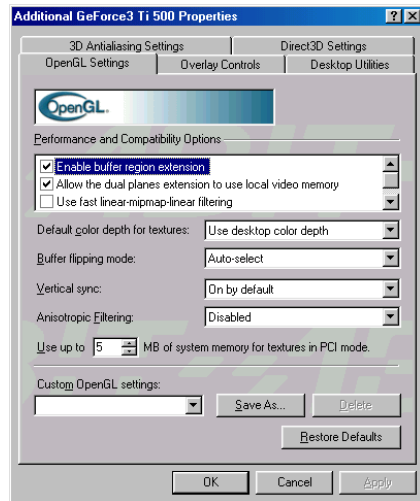 Additional GeForce3 Ti 500 Properties
3D Antialiasing Settings
Direct3D Settings
OpenGL Settings
Overlay Controls
Desktop Utilities
OpenGL.
Performance and Compatibility Options
Enable buffer region extension
Allow the dual planes extension to use local video memory
Use fast linear-mipmap-linear filtering
Default color depth for textures: Use desktop color depth
Buffer flipping mode: Auto-select
Vertical sync: On by default
Anisotropic Filtering: Disabled
Use up to 5 MB of system memory for textures in PCI mode.
Custom OpenGL settings:
Save As... Delete
Restore Defaults
OK Cancel Apply